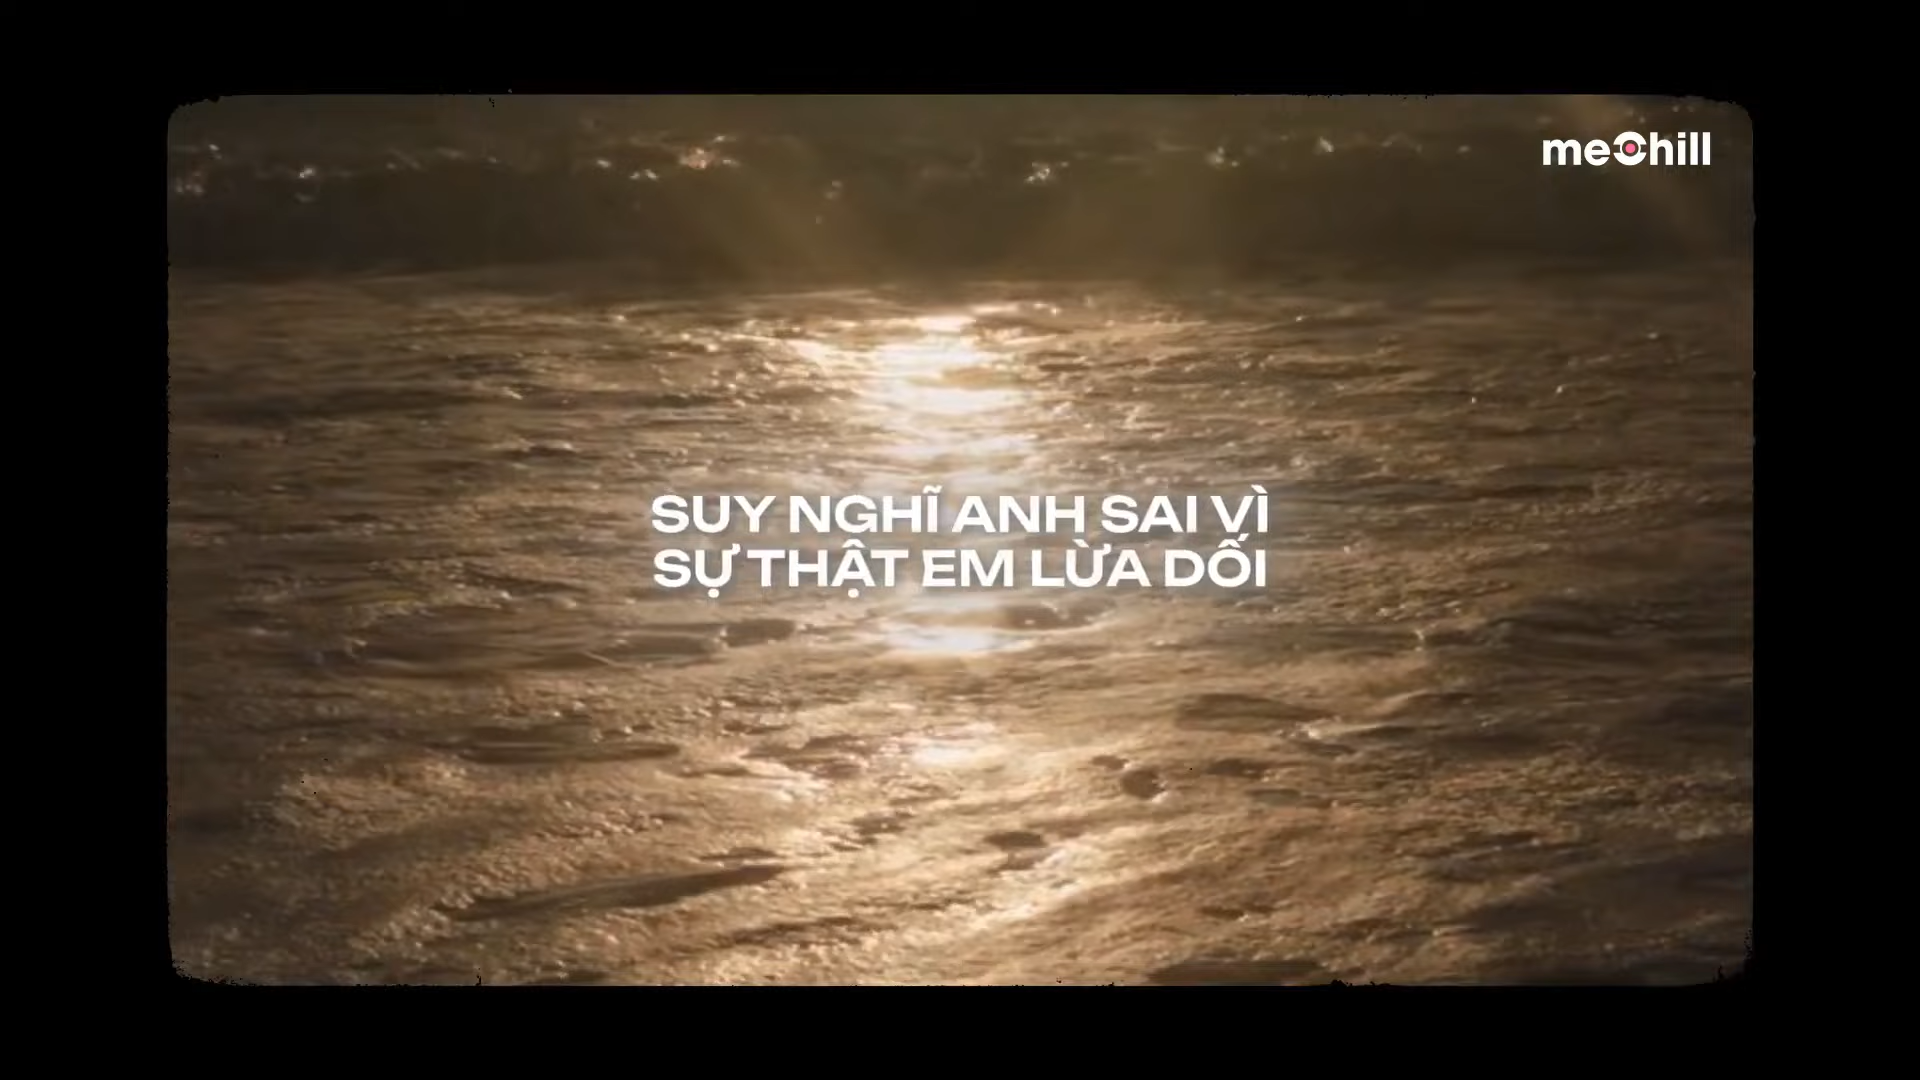 meChill
SUY NGHĨ ANH SAI VÌ
SỰ THẬT EM LỪA DỐI